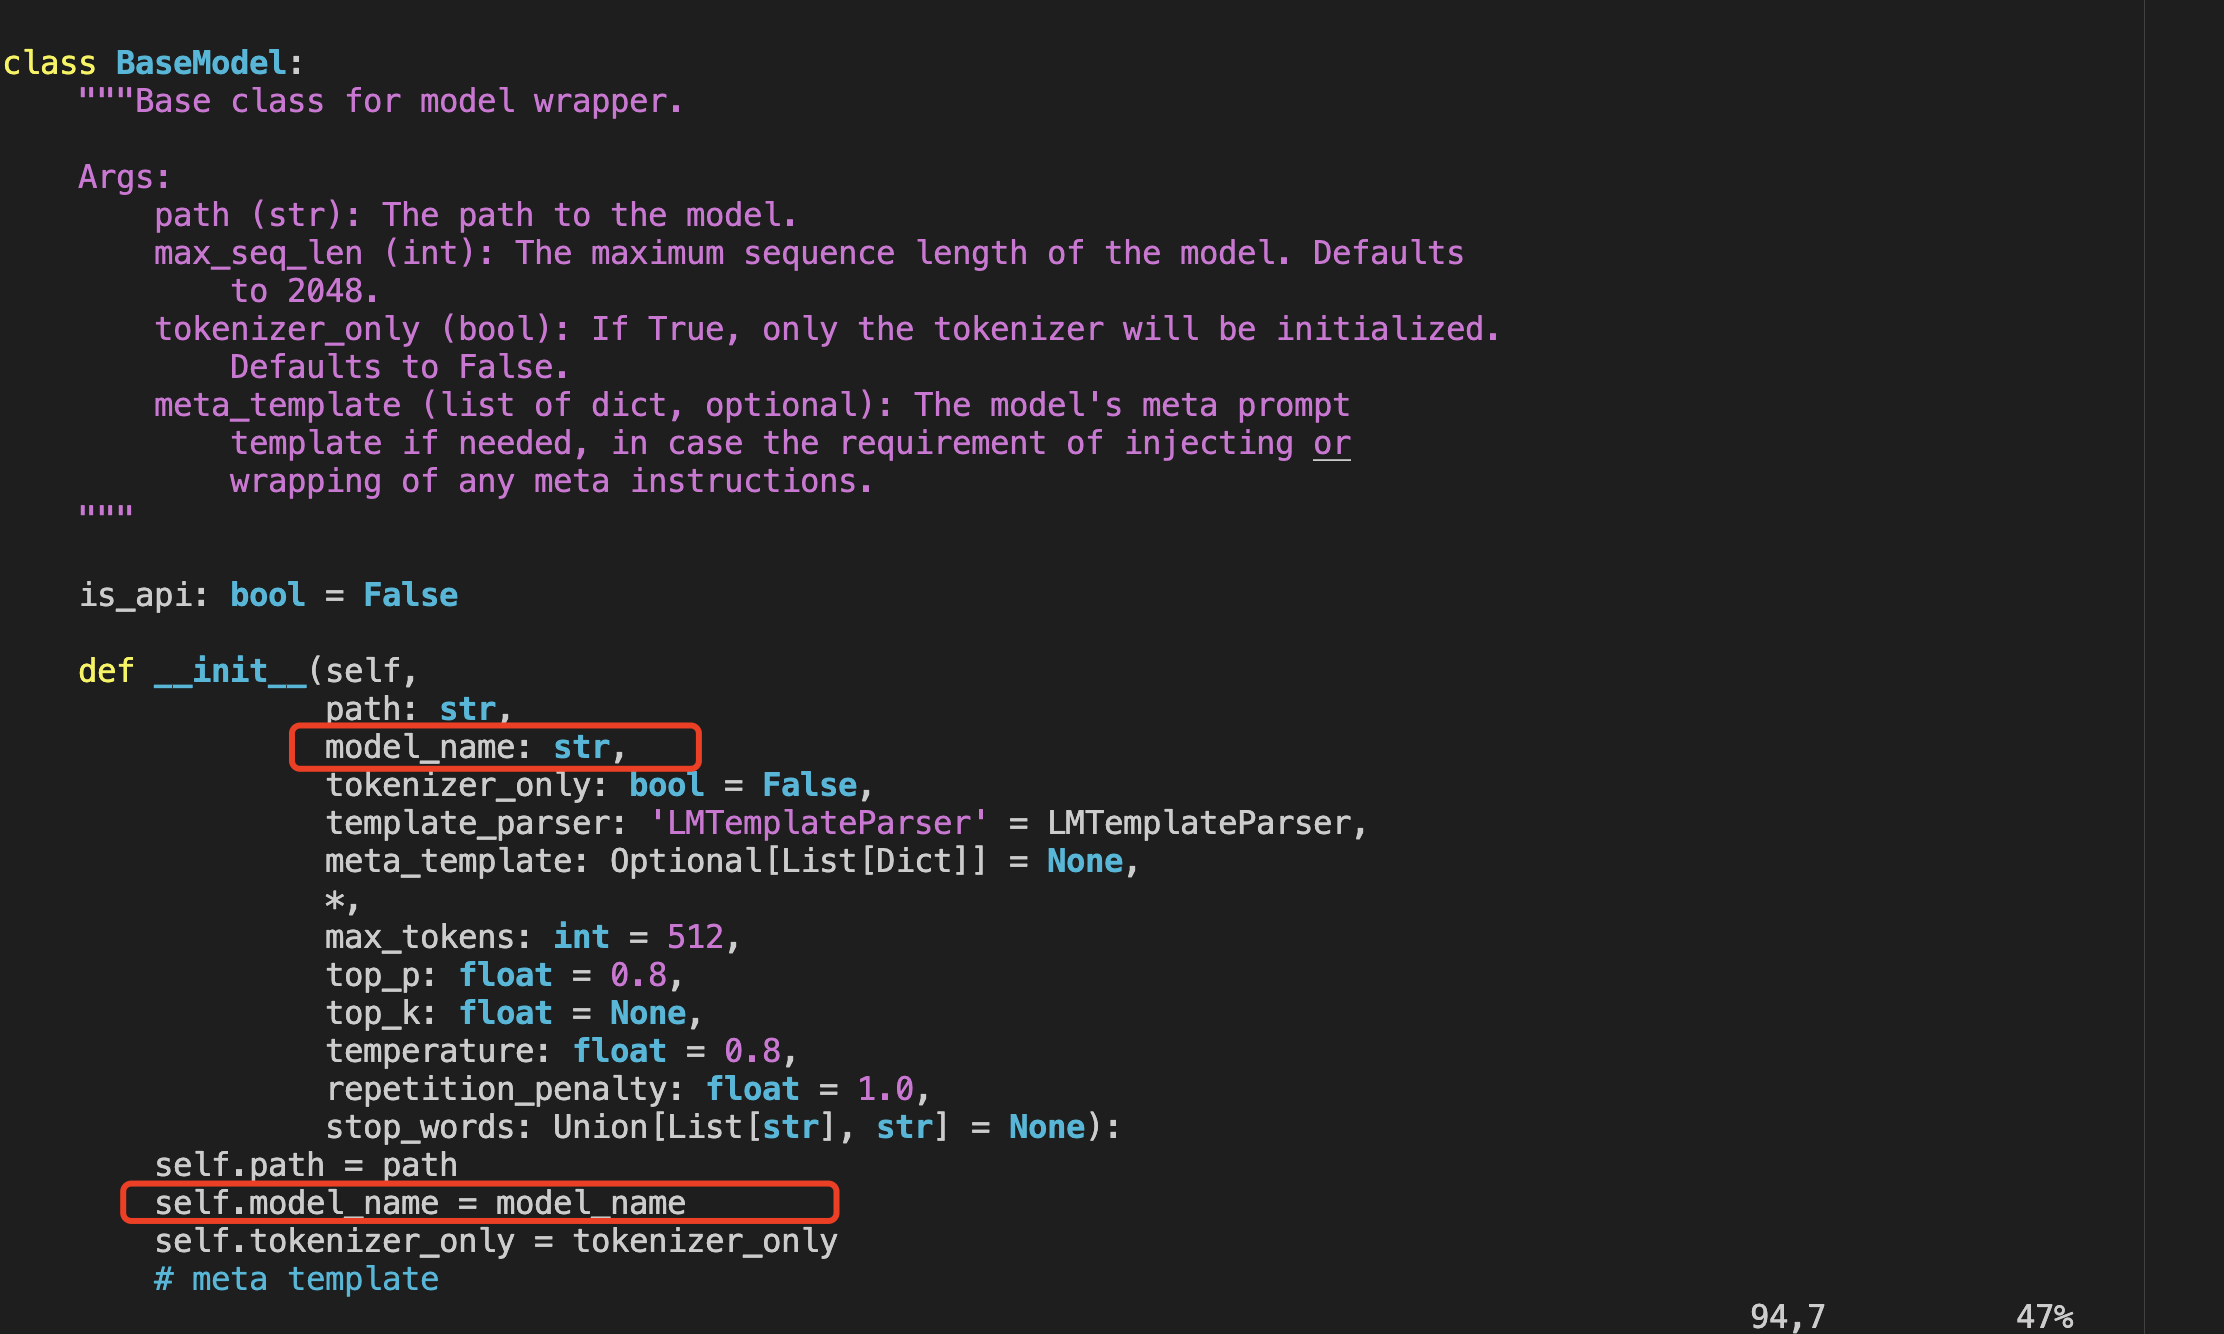 class BaseModel:
    """Base class for model wrapper.

    Args:
        path (str): The path to the model.
        max_seq_len (int): The maximum sequence length of the model. Defaults
            to 2048.
        tokenizer_only (bool): If True, only the tokenizer will be initialized.
            Defaults to False.
        meta_template (list of dict, optional): The model's meta prompt
            template if needed, in case the requirement of injecting or
            wrapping of any meta instructions.
    """

    is_api: bool = False

    def __init__(self,
                 path: str,
                 model_name: str,
                 tokenizer_only: bool = False,
                 template_parser: 'LMTemplateParser' = LMTemplateParser,
                 meta_template: Optional[List[Dict]] = None,
                 *,
                 max_tokens: int = 512,
                 top_p: float = 0.8,
                 top_k: float = None,
                 temperature: float = 0.8,
                 repetition_penalty: float = 1.0,
                 stop_words: Union[List[str], str] = None):
        self.path = path
        self.model_name = model_name
        self.tokenizer_only = tokenizer_only
        # meta template
94,7 47%